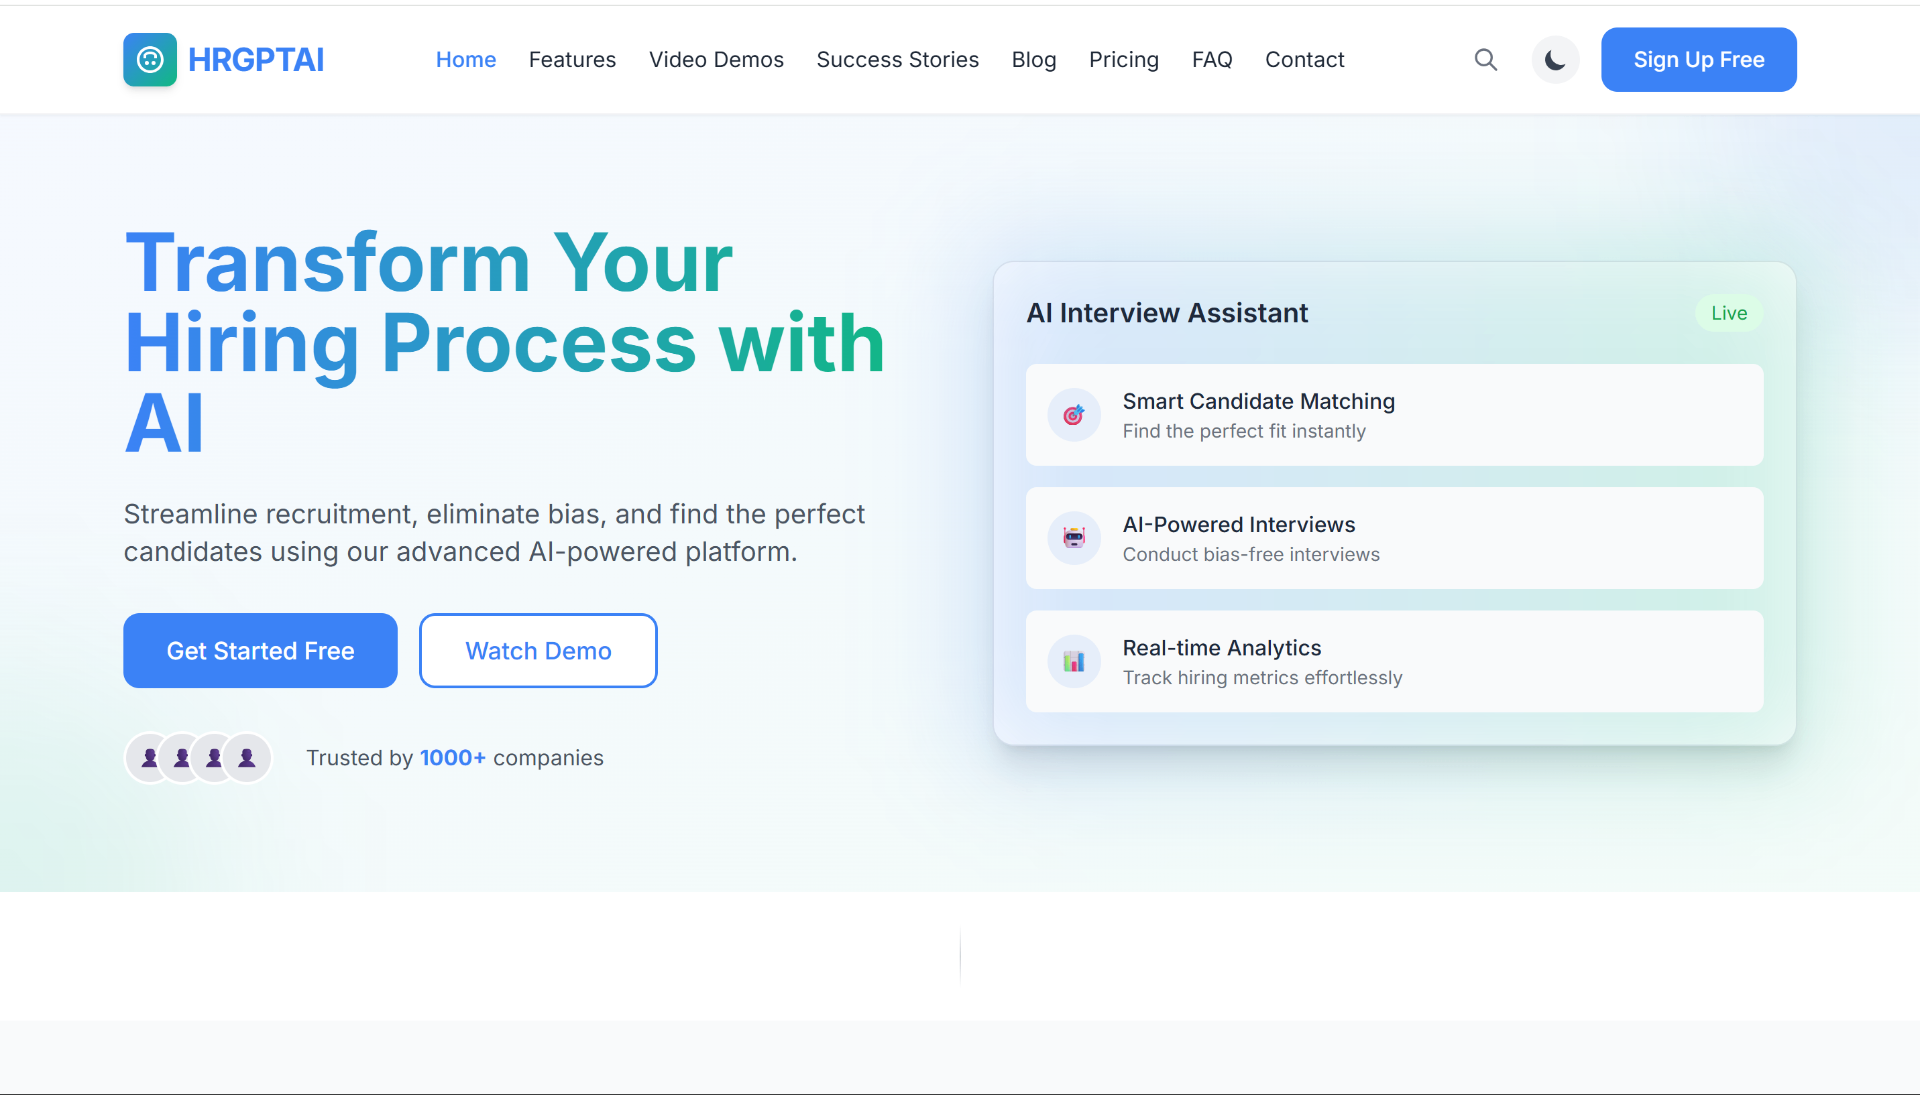 HRGPTAI
Home
Features
Video Demos
Success Stories
Blog
Pricing
FAQ
Contact
Sign Up Free
Transform Your
Hiring Process with
AI
Streamline recruitment, eliminate bias, and find the perfect
candidates using our advanced AI-powered platform.
Get Started Free
Watch Demo
Trusted by 1000+ companies
AI Interview Assistant
Live
Smart Candidate Matching
Find the perfect fit instantly
AI-Powered Interviews
Conduct bias-free interviews
Real-time Analytics
Track hiring metrics effortlessly